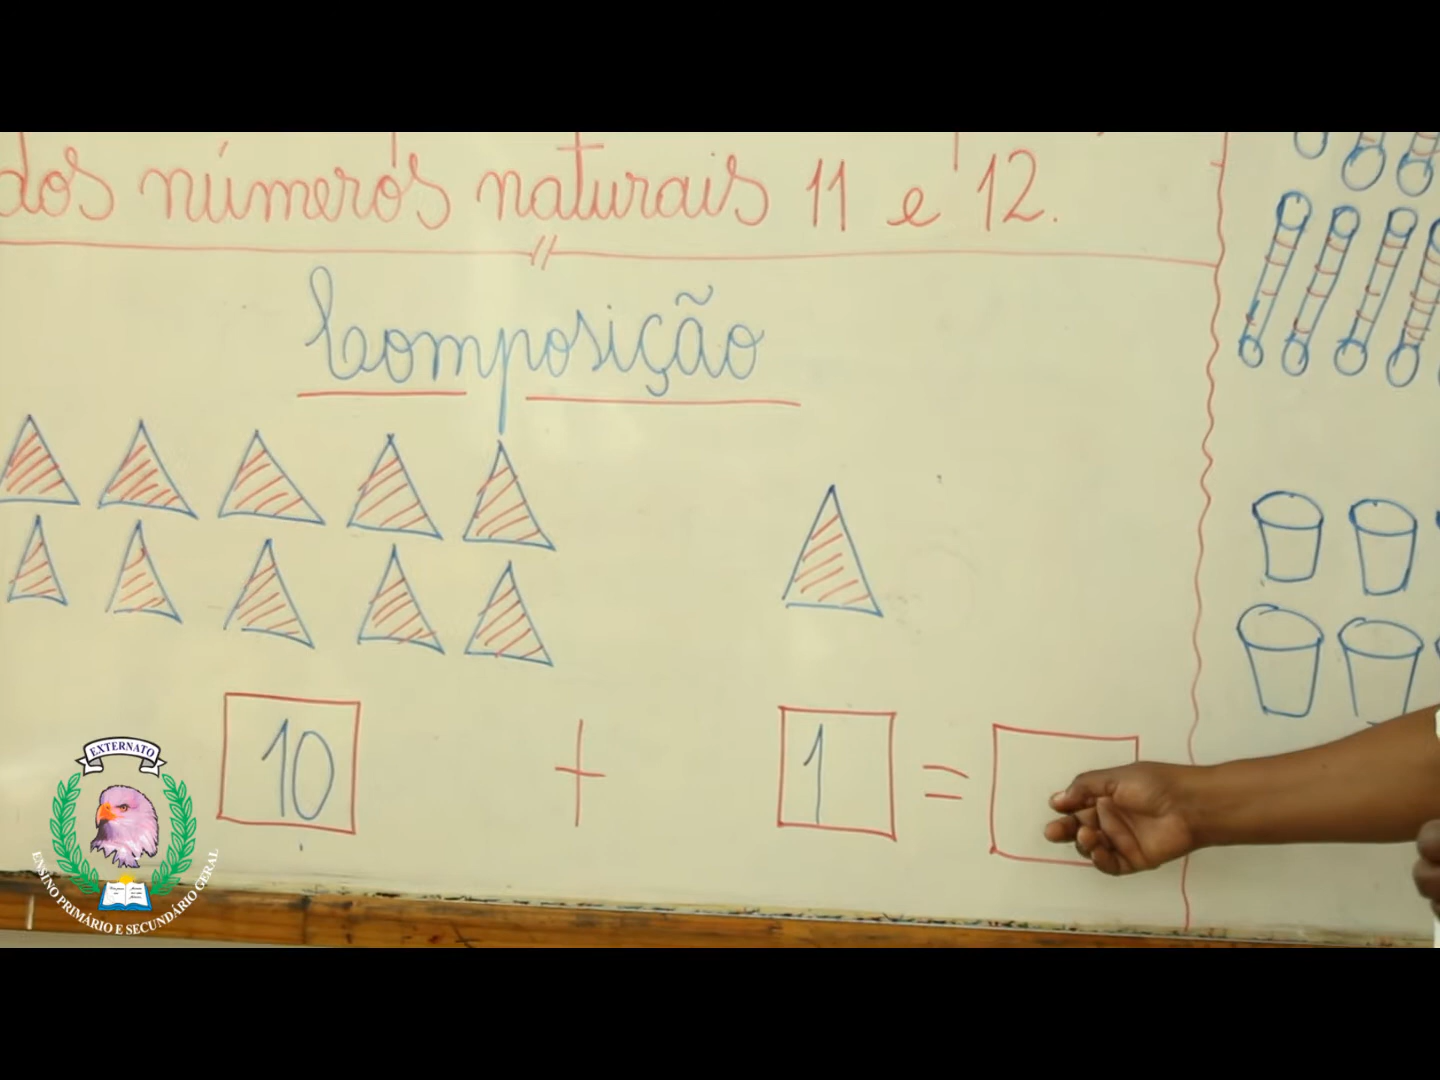 dos números naturais 11 e 12.
Composição
10 + 1 =
EXTERNATO
ENSINO PRIMÁRIO E SECUNDÁRIO GERAL